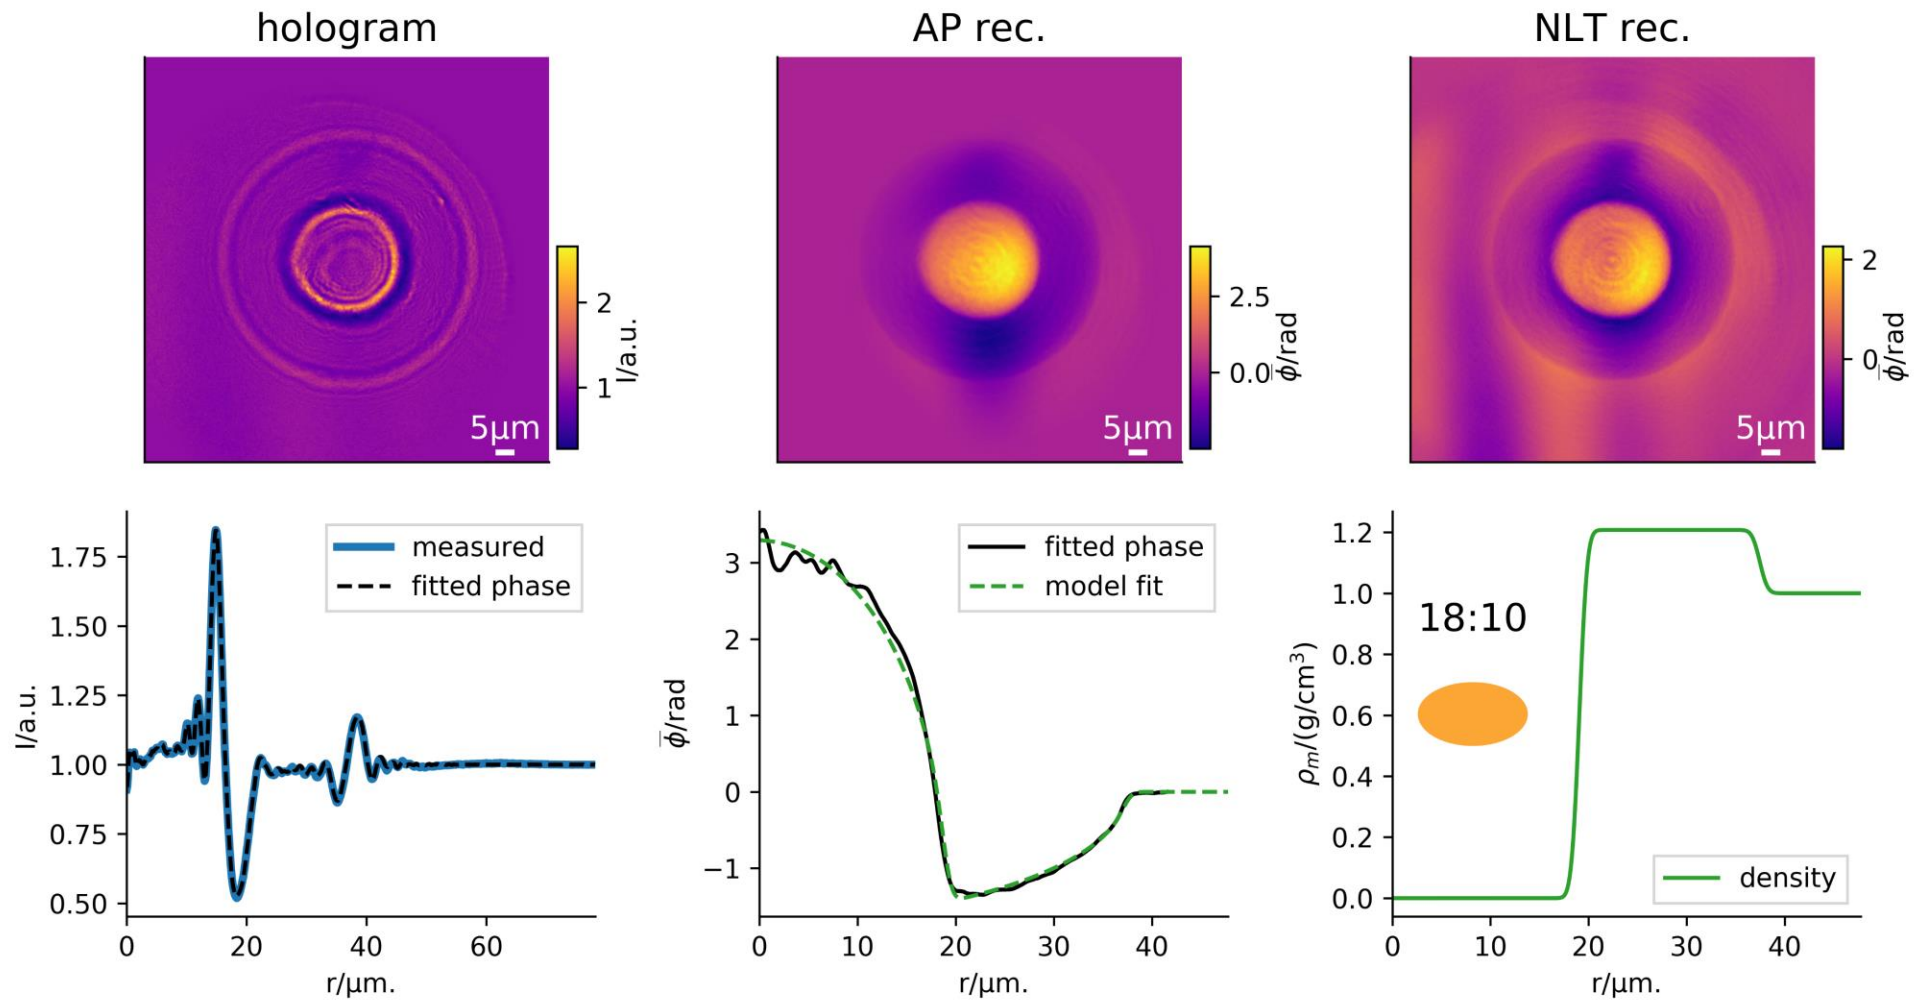 hologram
AP rec.
NLT rec.
2
1
I/a.u.
5µm
2.5
0.0
ϕ̅/rad
5µm
2
0
ϕ̅/rad
5µm
1.75
1.50
1.25
1.00
0.75
0.50
I/a.u.
measured
fitted phase
0 20 40 60
r/µm.
3
2
1
0
−1
ϕ̅/rad
fitted phase
model fit
0 10 20 30 40
r/µm.
1.2
1.0
0.8
0.6
0.4
0.2
0.0
ρm/(g/cm³)
18:10
density
0 10 20 30 40
r/µm.